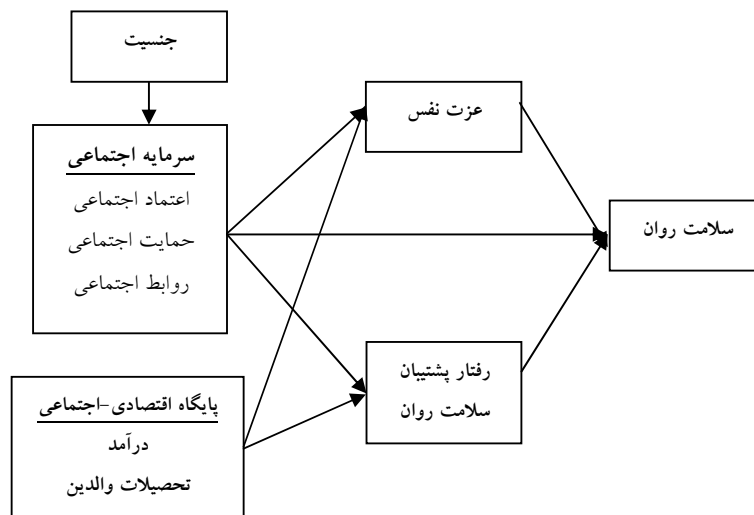 جنسیت
عزت نفس
سرمایه اجتماعی
اعتماد اجتماعی
حمایت اجتماعی
روابط اجتماعی
سلامت روان
رفتار پشتیبان
سلامت روان
پایگاه اقتصادی-اجتماعی
درآمد
تحصیلات والدین